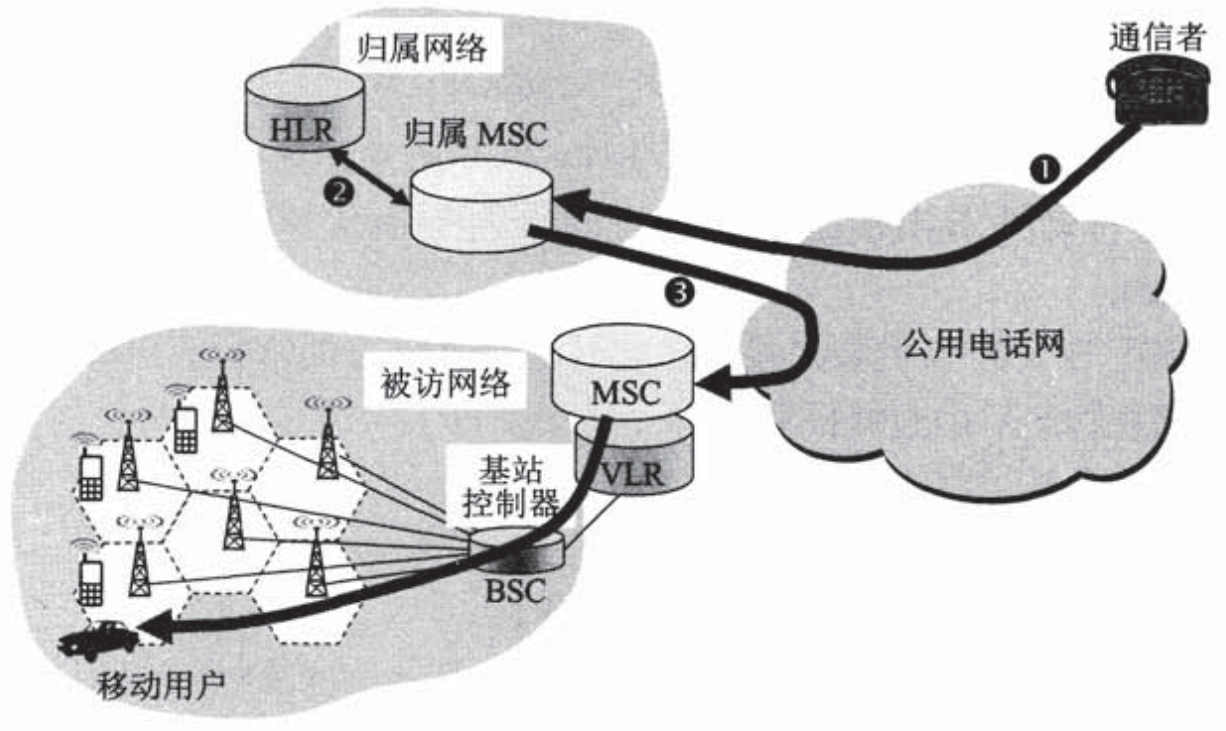 通信者
归属网络
HLR
归属 MSC
❶
❷
❸
公用电话网
被访网络
MSC
VLR
基站
控制器
BSC
移动用户